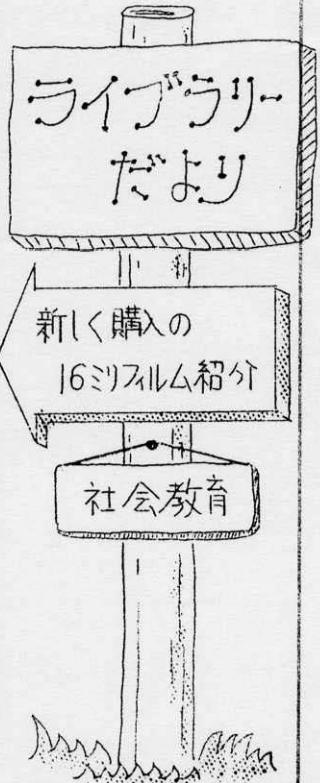 ライブラリー
だより
新しく購入の
16ミリフィルム紹介
社会教育